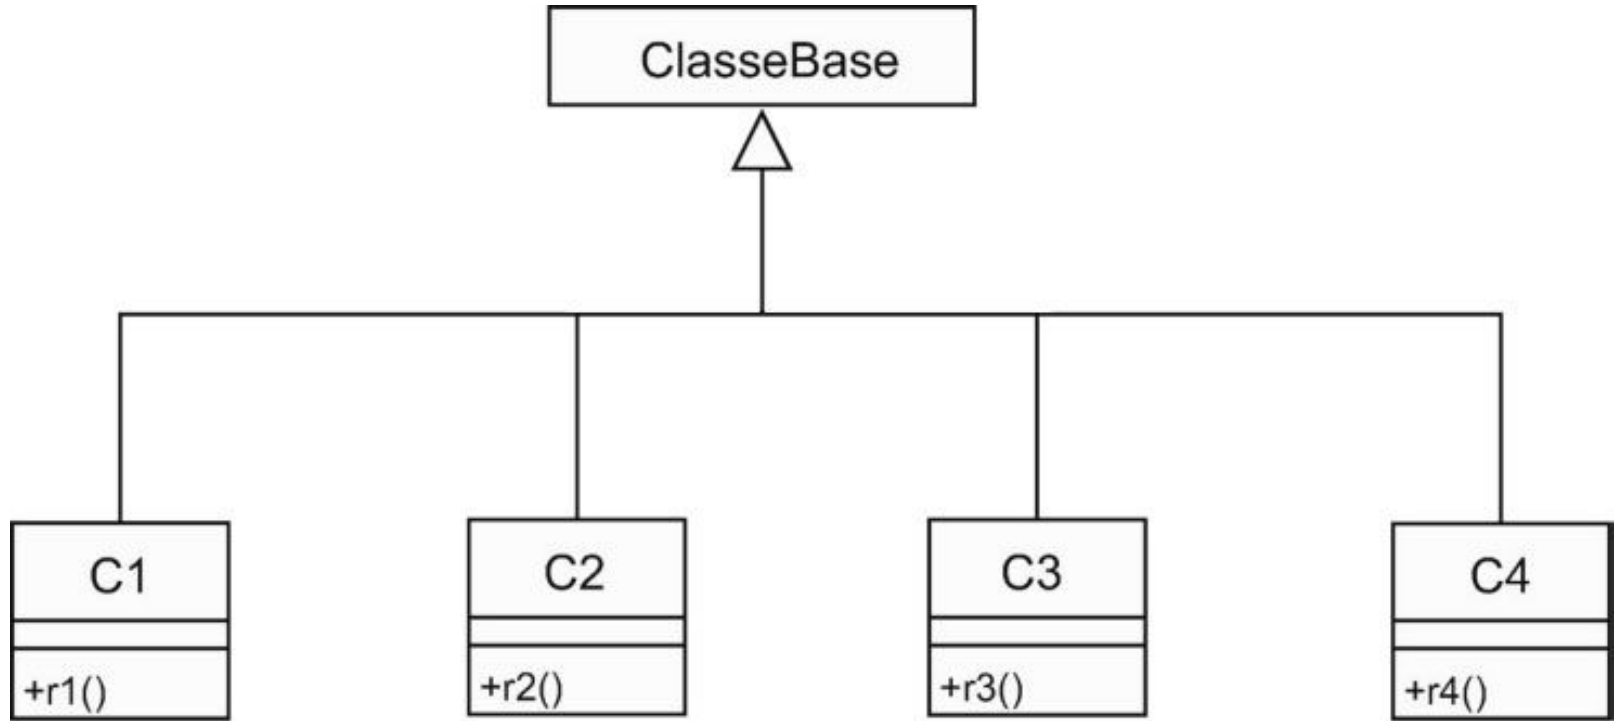 ClasseBase
C1
C2
C3
C4
+r1()
+r2()
+r3()
+r4()